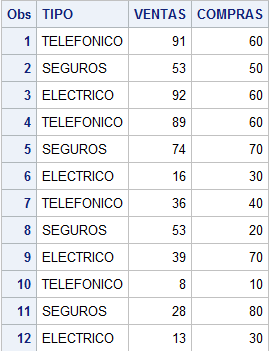 Obs TIPO VENTAS COMPRAS
1 TELEFONICO 91 60
2 SEGUROS 53 50
3 ELECTRICO 92 60
4 TELEFONICO 89 60
5 SEGUROS 74 70
6 ELECTRICO 16 30
7 TELEFONICO 36 40
8 SEGUROS 53 20
9 ELECTRICO 39 70
10 TELEFONICO 8 10
11 SEGUROS 28 80
12 ELECTRICO 13 30